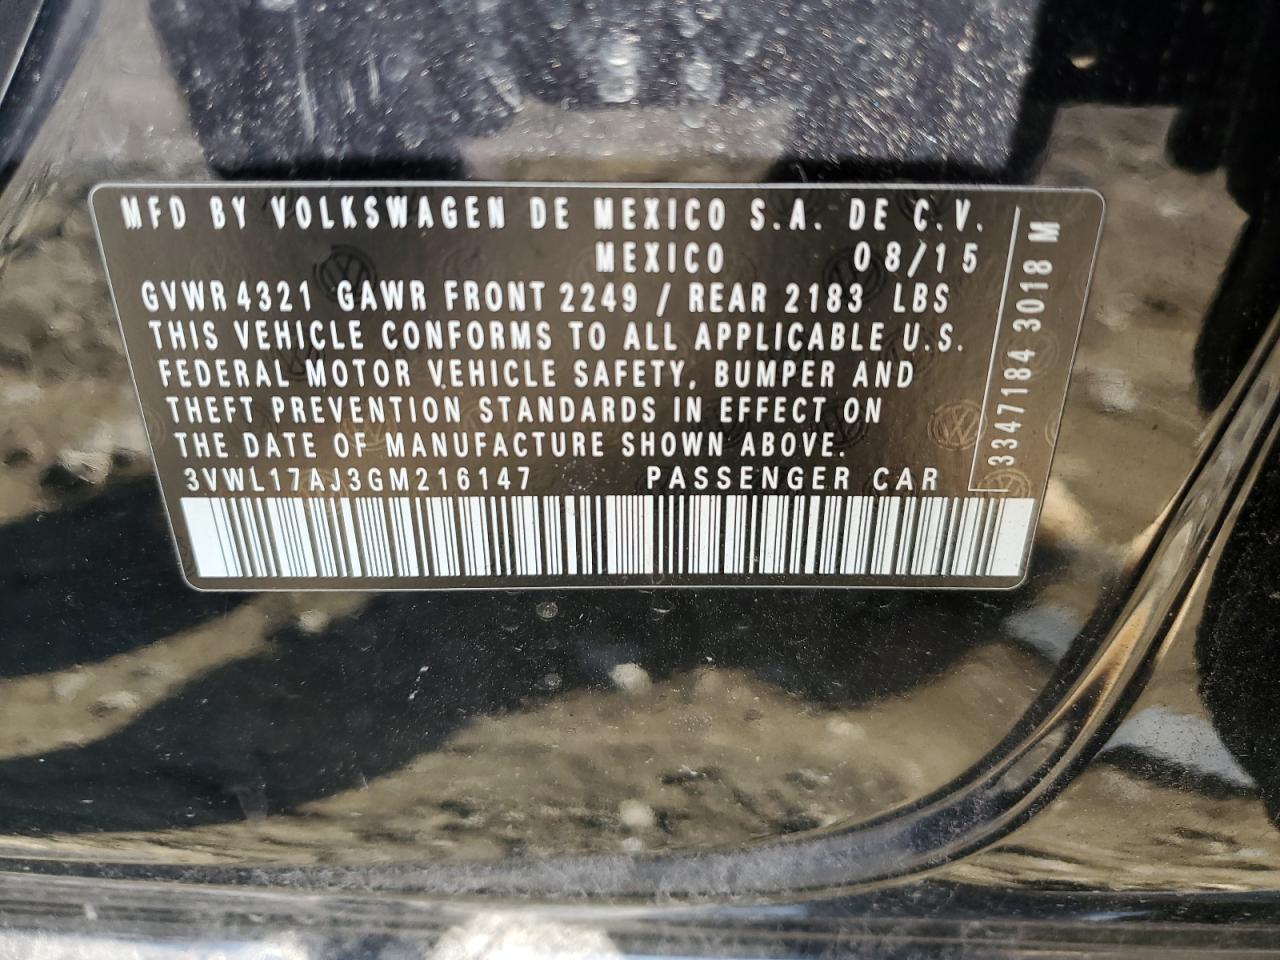 MFD BY VOLKSWAGEN DE MEXICO S.A. DE C.V.
MEXICO 08/15
GVWR 4321 GAWR FRONT 2249 / REAR 2183 LBS
THIS VEHICLE CONFORMS TO ALL APPLICABLE U.S.
FEDERAL MOTOR VEHICLE SAFETY, BUMPER AND
THEFT PREVENTION STANDARDS IN EFFECT ON
THE DATE OF MANUFACTURE SHOWN ABOVE.
3VWL17AJ3GM216147 PASSENGER CAR
3347184 3018 M